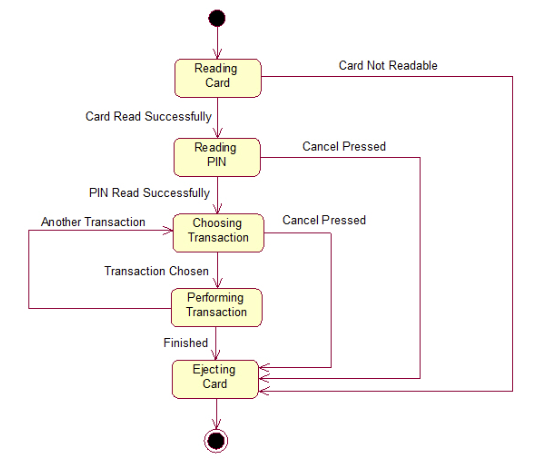 Reading
Card
Card Not Readable
Card Read Successfully
Reading
PIN
Cancel Pressed
PIN Read Successfully
Another Transaction
Choosing
Transaction
Cancel Pressed
Transaction Chosen
Performing
Transaction
Finished
Ejecting
Card